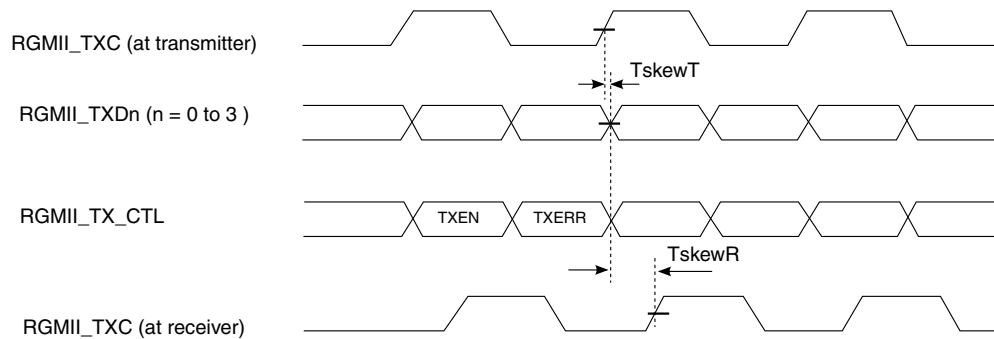 RGMII_TXC (at transmitter)
TskewT
RGMII_TXDn (n = 0 to 3 )
RGMII_TX_CTL
TXEN
TXERR
TskewR
RGMII_TXC (at receiver)